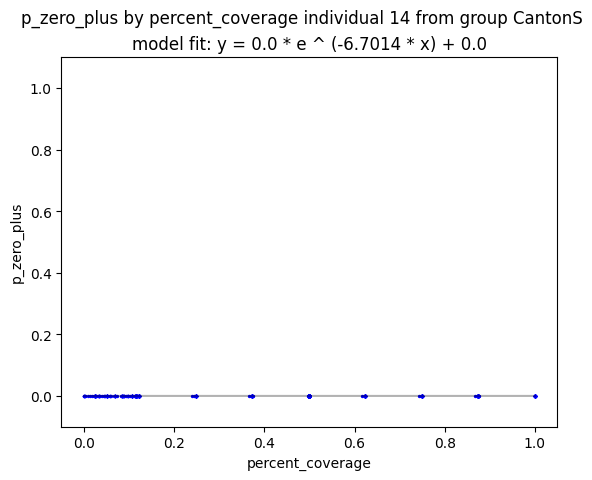 p_zero_plus by percent_coverage individual 14 from group CantonS
model fit: y = 0.0 * e ^ (-6.7014 * x) + 0.0
1.0
0.8
0.6
0.4
0.2
0.0
p_zero_plus
0.0 0.2 0.4 0.6 0.8 1.0
percent_coverage